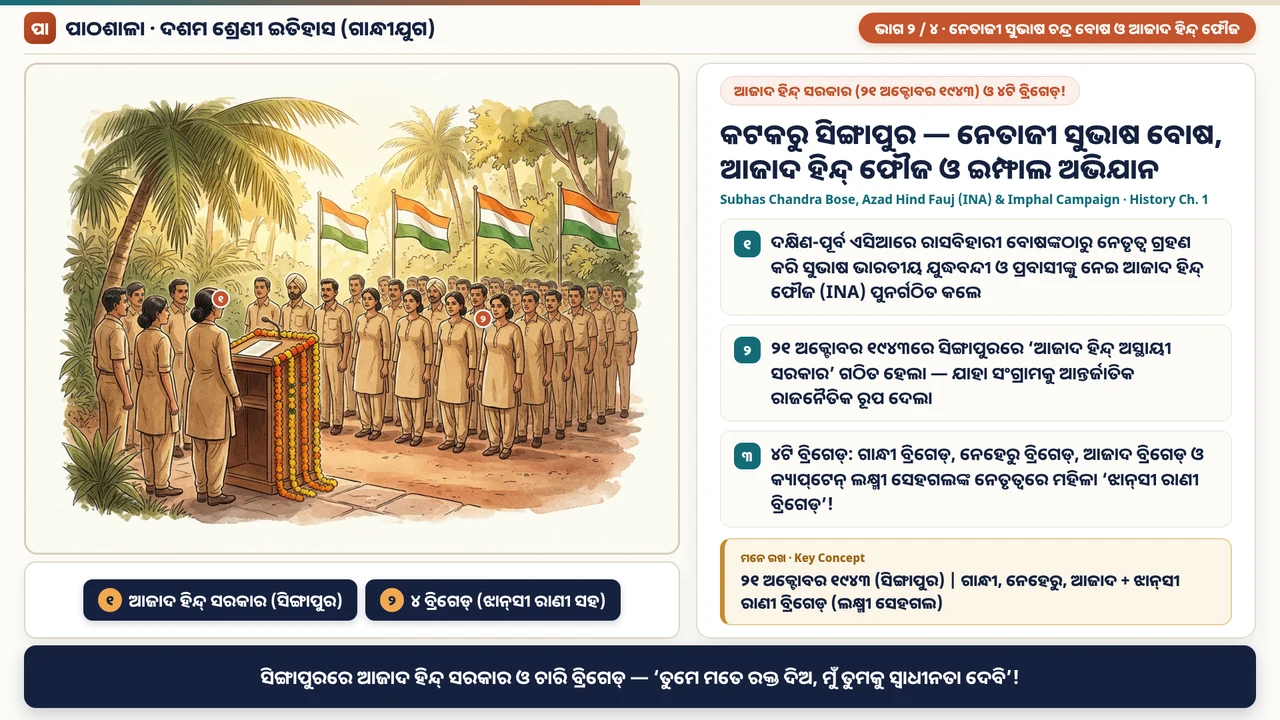 ପା ପାଠଶାଳା · ଦଶମ ଶ୍ରେଣୀ ଇତିହାସ (ଗାନ୍ଧୀଯୁଗ)
ଭାଗ ୨ / ୪ · ନେତାଜୀ ସୁଭାଷ ଚନ୍ଦ୍ର ବୋଷ ଓ ଆଜାଦ ହିନ୍ଦ୍ ଫୌଜ
୧
୨
୧ ଆଜାଦ ହିନ୍ଦ୍ ସରକାର (ସିଙ୍ଗାପୁର)
୨ ୪ ବ୍ରିଗେଡ୍ (ଝାନ୍‌ସୀ ରାଣୀ ସହ)
ଆଜାଦ ହିନ୍ଦ୍ ସରକାର (୨୧ ଅକ୍ଟୋବର ୧୯୪୩) ଓ ୪ଟି ବ୍ରିଗେଡ୍!
କଟକରୁ ସିଙ୍ଗାପୁର — ନେତାଜୀ ସୁଭାଷ ବୋଷ,
ଆଜାଦ ହିନ୍ଦ୍ ଫୌଜ ଓ ଇମ୍ଫାଲ ଅଭିଯାନ
Subhas Chandra Bose, Azad Hind Fauj (INA) & Imphal Campaign · History Ch. 1
୧ ଦକ୍ଷିଣ-ପୂର୍ବ ଏସିଆରେ ରାସବିହାରୀ ବୋଷଙ୍କଠାରୁ ନେତୃତ୍ୱ ଗ୍ରହଣ
କରି ସୁଭାଷ ଭାରତୀୟ ଯୁଦ୍ଧବନ୍ଦୀ ଓ ପ୍ରବାସୀଙ୍କୁ ନେଇ ଆଜାଦ ହିନ୍ଦ୍
ଫୌଜ (INA) ପୁନର୍ଗଠିତ କଲେ
୨ ୨୧ ଅକ୍ଟୋବର ୧୯୪୩ରେ ସିଙ୍ଗାପୁରରେ ‘ଆଜାଦ ହିନ୍ଦ୍ ଅସ୍ଥାୟୀ
ସରକାର’ ଗଠିତ ହେଲା — ଯାହା ସଂଗ୍ରାମକୁ ଆନ୍ତର୍ଜାତିକ
ରାଜନୈତିକ ରୂପ ଦେଲା
୩ ୪ଟି ବ୍ରିଗେଡ୍: ଗାନ୍ଧୀ ବ୍ରିଗେଡ୍, ନେହେରୁ ବ୍ରିଗେଡ୍, ଆଜାଦ ବ୍ରିଗେଡ୍ ଓ
କ୍ୟାପ୍‌ଟେନ୍ ଲକ୍ଷ୍ମୀ ସେହଗଲଙ୍କ ନେତୃତ୍ୱରେ ମହିଳା ‘ଝାନ୍‌ସୀ ରାଣୀ
ବ୍ରିଗେଡ୍’!
ମନେ ରଖ · Key Concept
୨୧ ଅକ୍ଟୋବର ୧୯୪୩ (ସିଙ୍ଗାପୁର) | ଗାନ୍ଧୀ, ନେହେରୁ, ଆଜାଦ + ଝାନ୍‌ସୀ
ରାଣୀ ବ୍ରିଗେଡ୍ (ଲକ୍ଷ୍ମୀ ସେହଗଲ)
ସିଙ୍ଗାପୁରରେ ଆଜାଦ ହିନ୍ଦ୍ ସରକାର ଓ ଚାରି ବ୍ରିଗେଡ୍ — ‘ତୁମେ ମତେ ରକ୍ତ ଦିଅ, ମୁଁ ତୁମକୁ ସ୍ୱାଧୀନତା ଦେବି’!